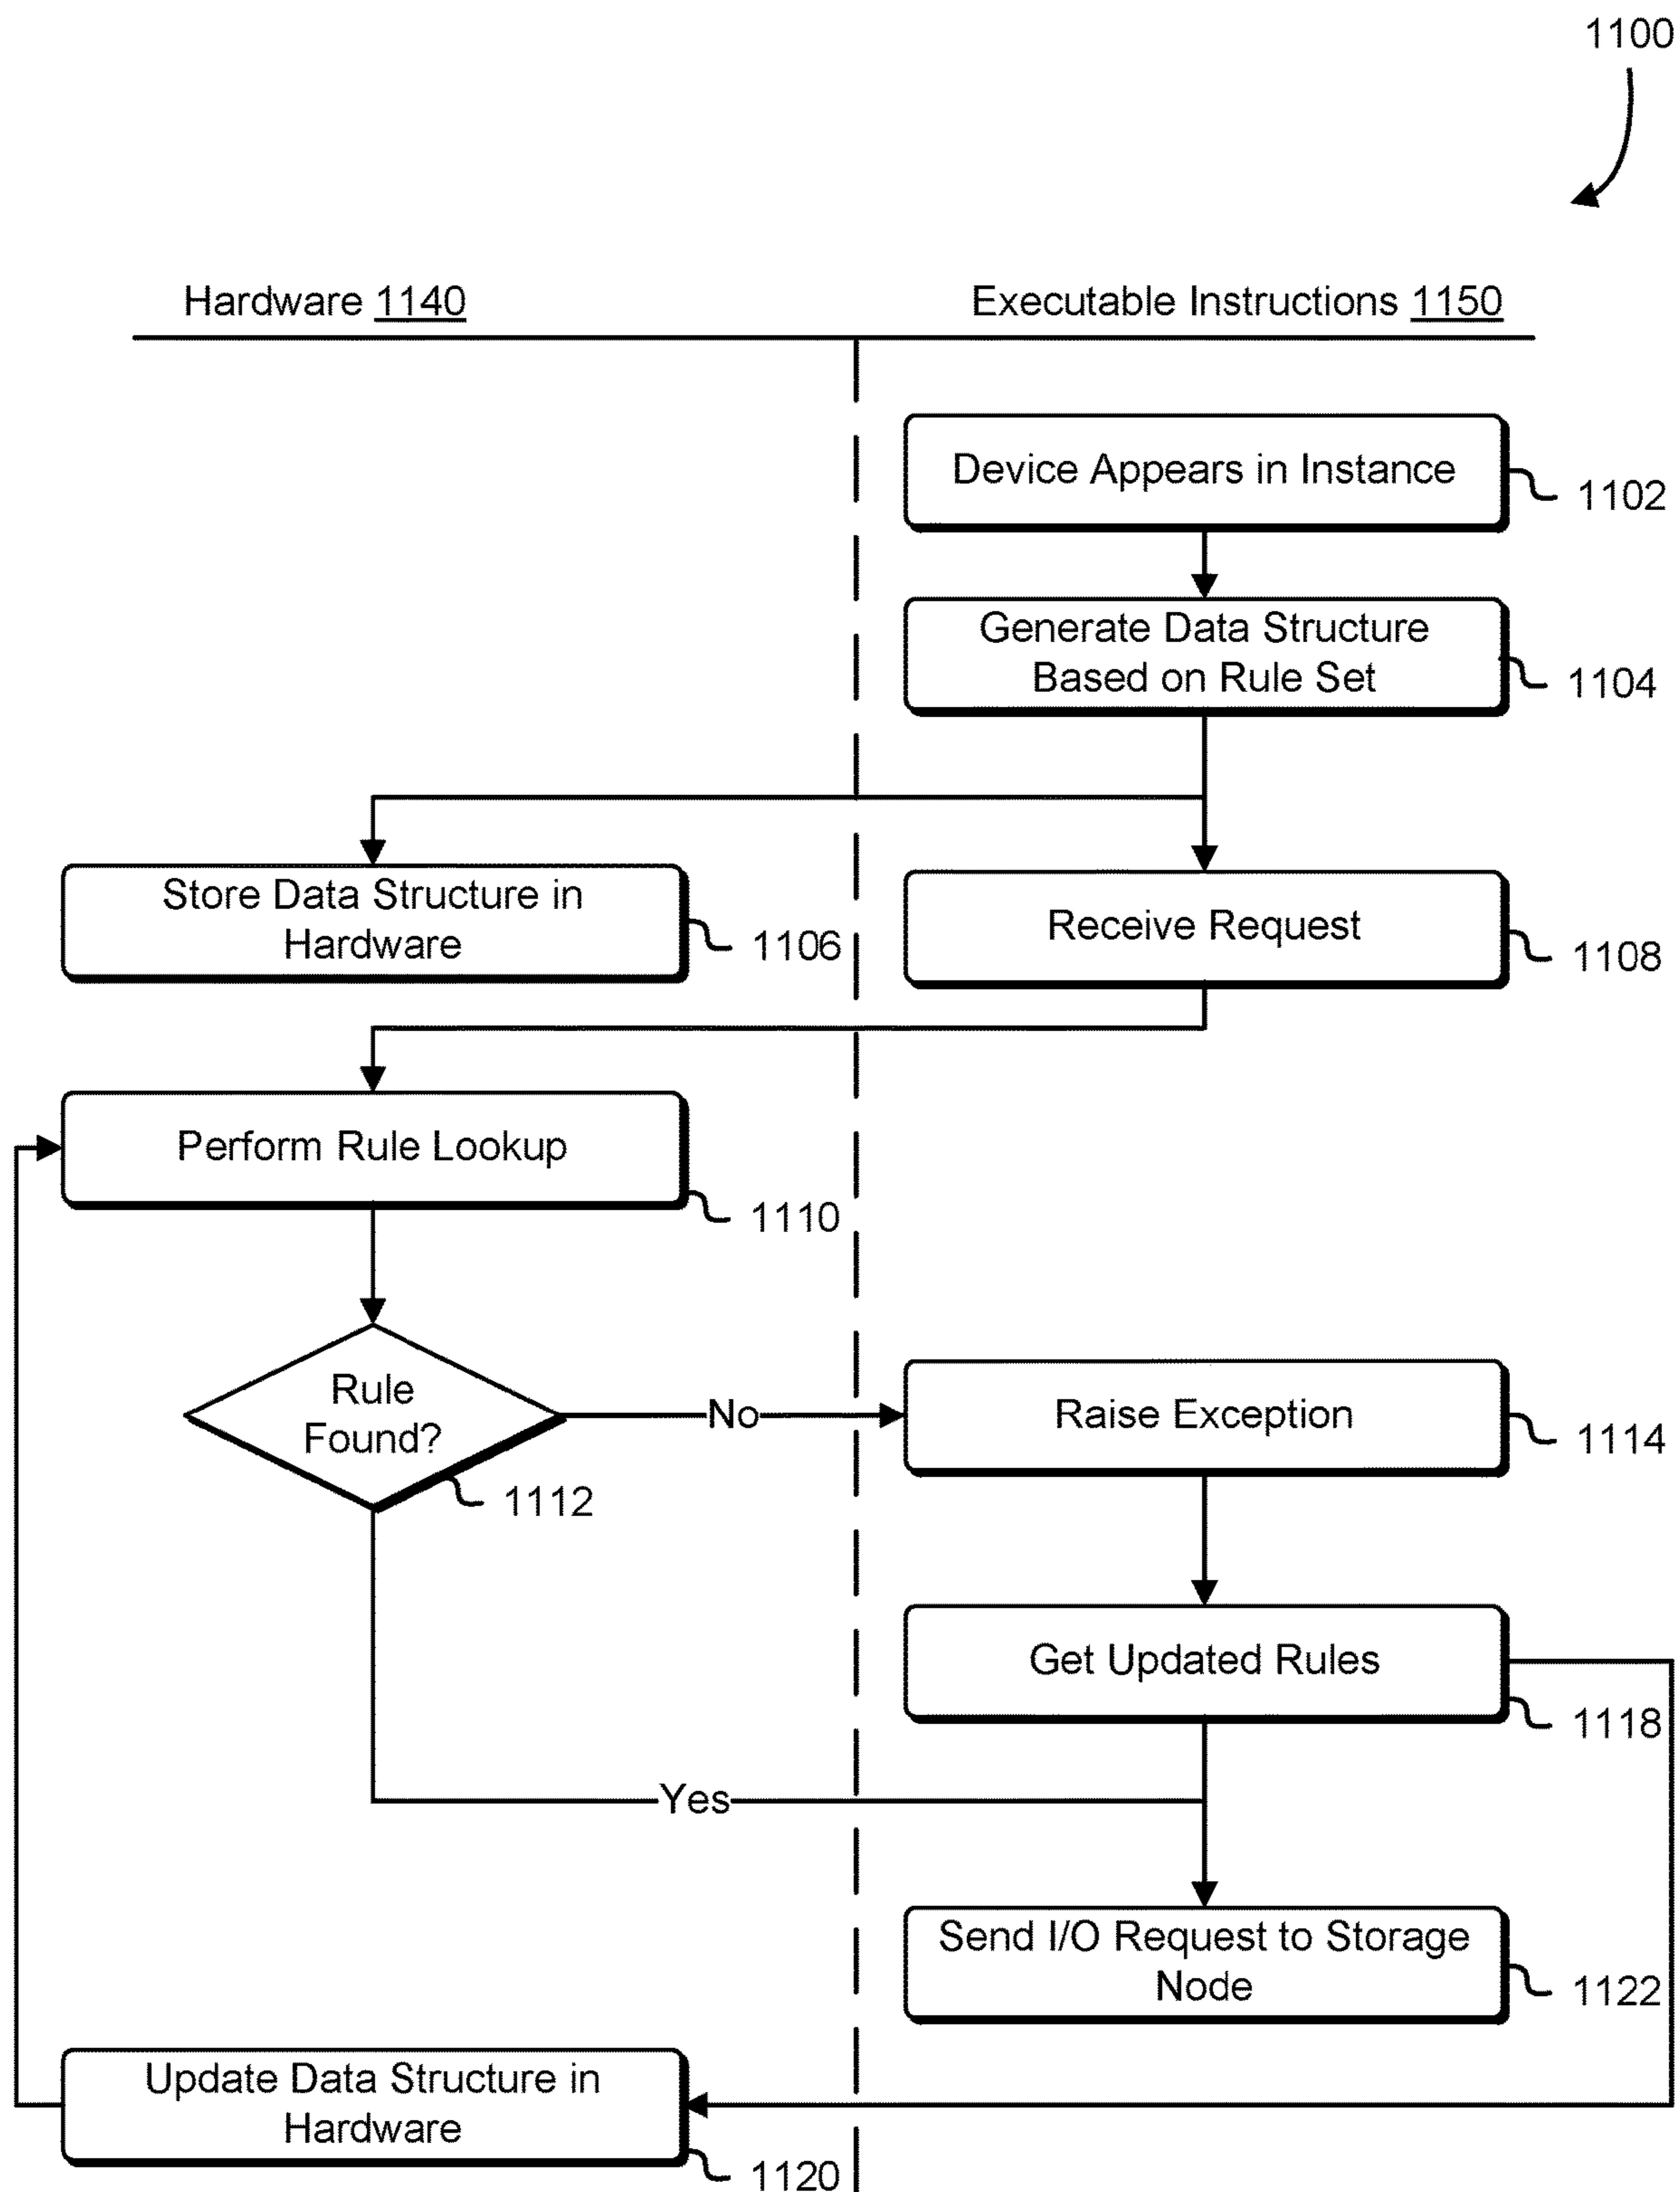 1100
Hardware 1140
Executable Instructions 1150
Device Appears in Instance
1102
Generate Data Structure
Based on Rule Set
1104
Store Data Structure in
Hardware
1106
Receive Request
1108
Perform Rule Lookup
1110
Rule
Found?
1112
No
Raise Exception
1114
Get Updated Rules
1118
Yes
Send I/O Request to Storage
Node
1122
Update Data Structure in
Hardware
1120